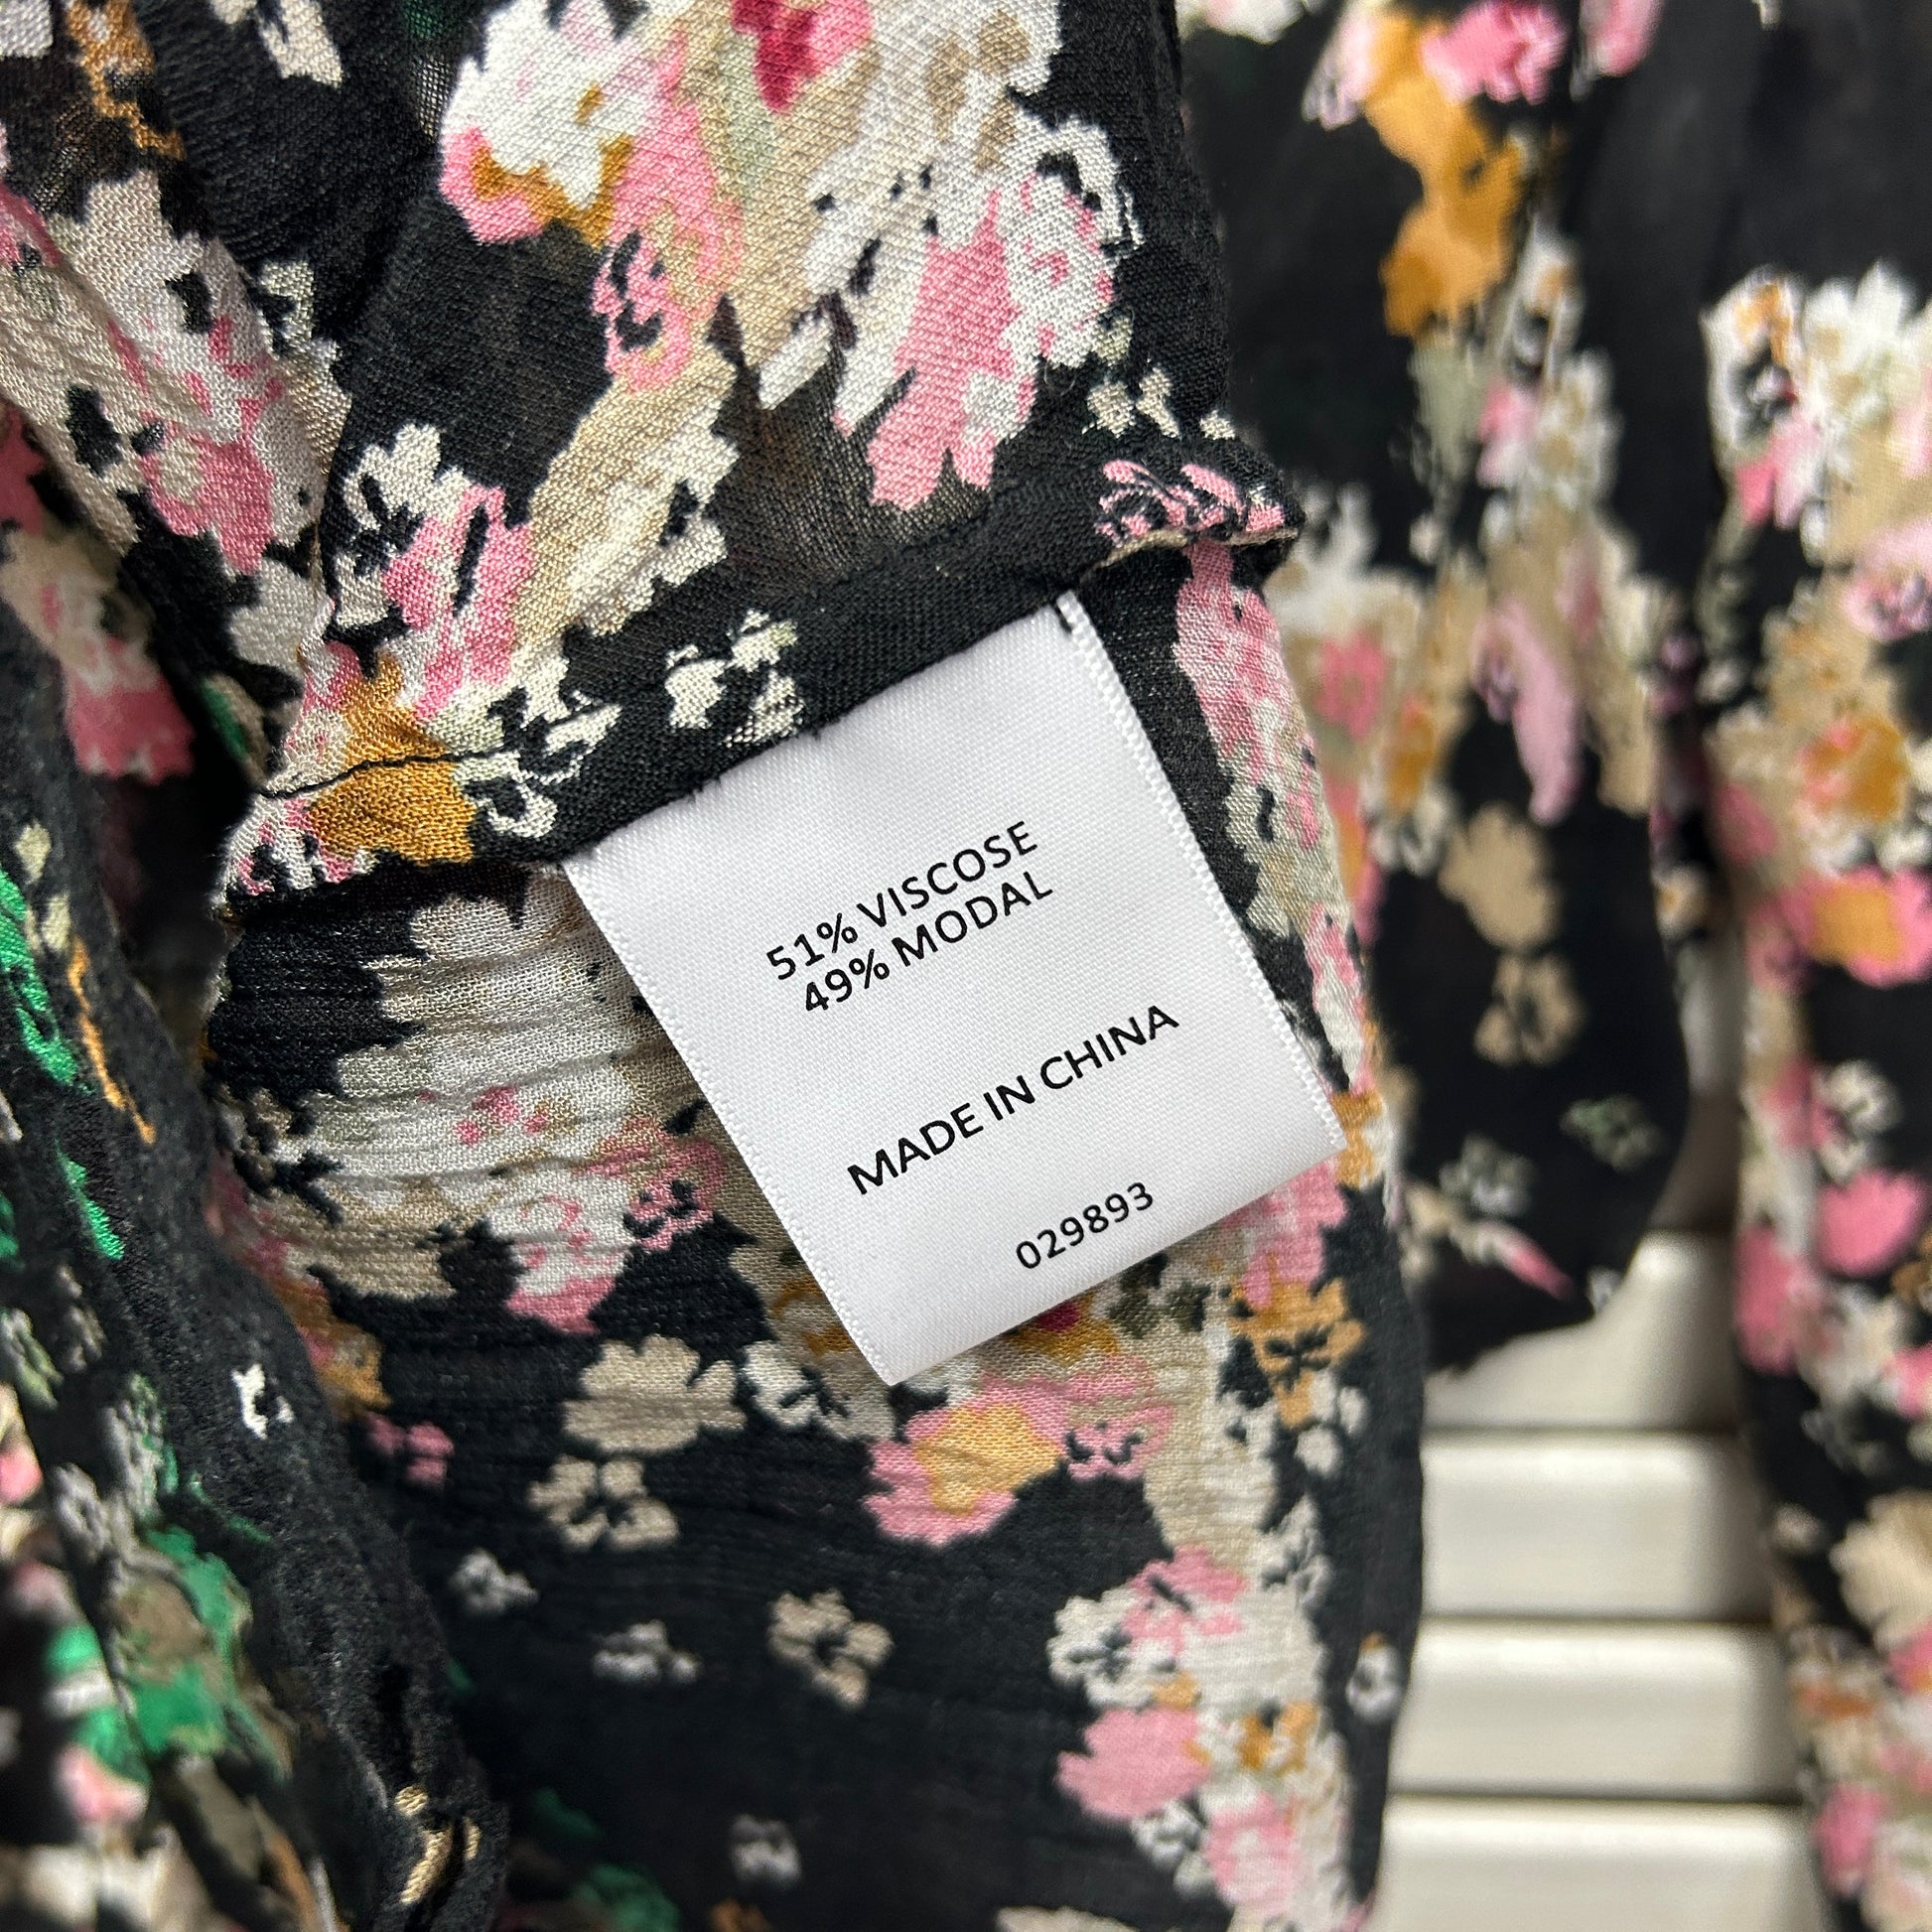 51% VISCOSE
49% MODAL
MADE IN CHINA
029893